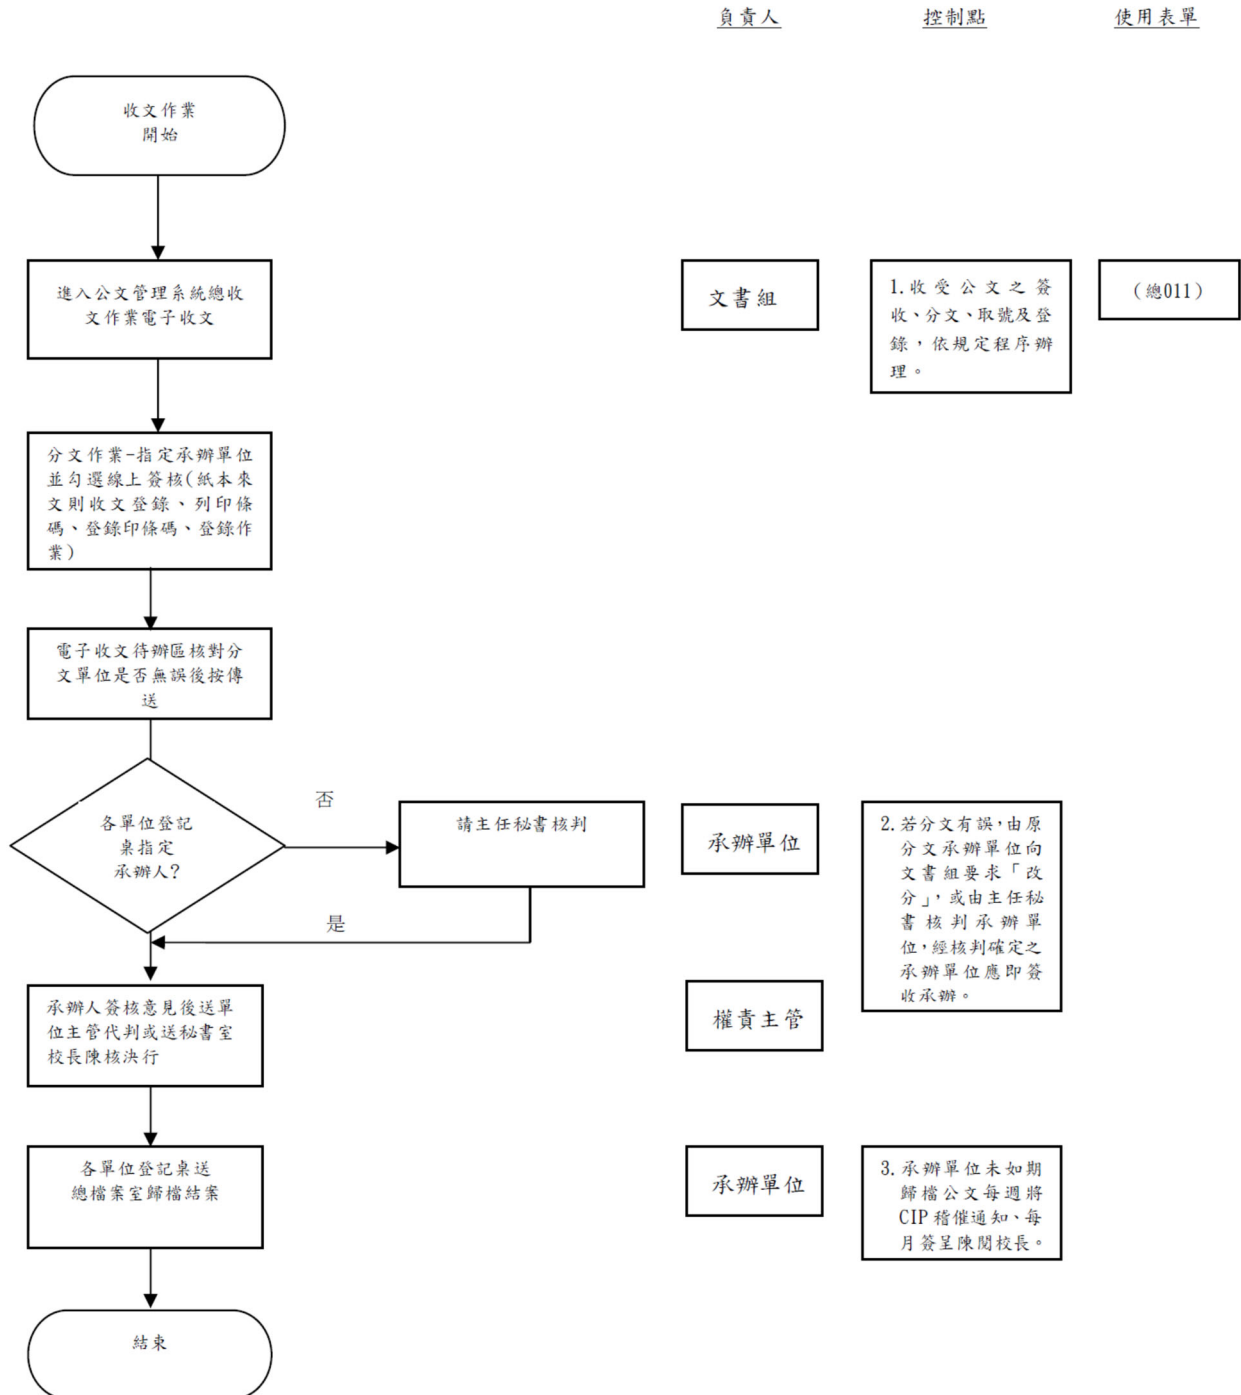 負責人 控制點 使用表單
收文作業
開始
進入公文管理系統總收
文作業電子收文
文書組
1.收受公文之簽
收、分文、取號及登
錄，依規定程序辦
理。
(總011)
分文作業-指定承辦單位
並勾選線上簽核(紙本來
文則收文登錄、列印條
碼、登錄印條碼、登錄作
業)
電子收文待辦區核對分
文單位是否無誤後按傳
送
各單位登記
桌指定
承辦人?
否
請主任秘書核判
是
承辦單位
2.若分文有誤，由原
分文承辦單位向
文書組要求「改
分」，或由主任秘
書核判承辦單
位，經核判確定之
承辦單位應即簽
收承辦。
承辦人簽核意見後送單
位主管代判或送秘書室
校長陳核決行
權責主管
各單位登記桌送
總檔案室歸檔結案
承辦單位
3.承辦單位未如期
歸檔公文每週將
CIP 稽催通知、每
月簽呈陳閱校長。
結束